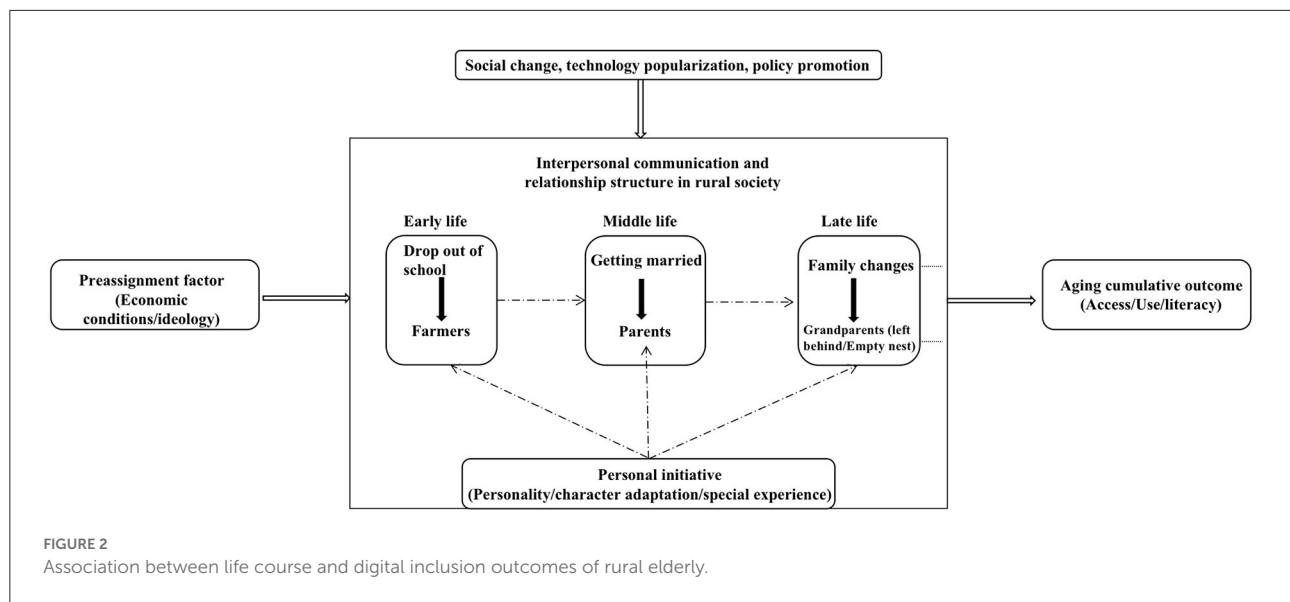 Social change, technology popularization, policy promotion
Interpersonal communication and
relationship structure in rural society
Early life
Middle life
Late life
Drop out of
school
Farmers
Getting married
Parents
Family changes
Grandparents (left
behind/Empty nest)
Preassignment factor
(Economic
conditions/ideology)
Aging cumulative outcome
(Access/Use/literacy)
Personal initiative
(Personality/character adaptation/special experience)
FIGURE 2
Association between life course and digital inclusion outcomes of rural elderly.